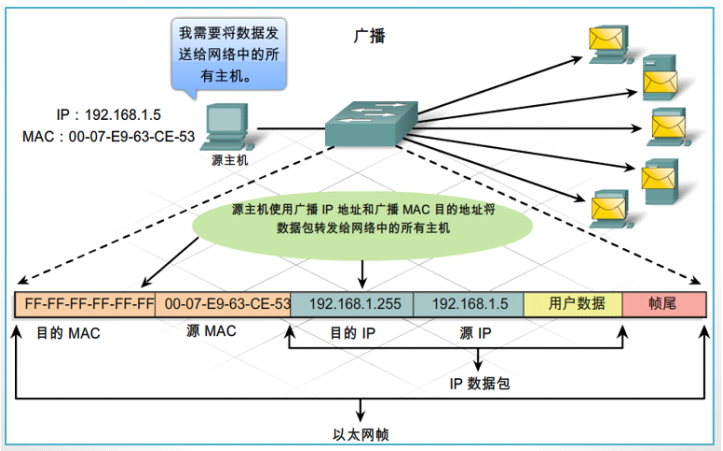 广播
我需要将数据发
送给网络中的所
有主机。
IP：192.168.1.5
MAC：00-07-E9-63-CE-53
源主机
源主机使用广播 IP 地址和广播 MAC 目的地址将
数据包转发给网络中的所有主机
FF-FF-FF-FF-FF-FF 00-07-E9-63-CE-53 192.168.1.255 192.168.1.5 用户数据 帧尾
目的 MAC 源 MAC 目的 IP 源 IP
IP 数据包
以太网帧